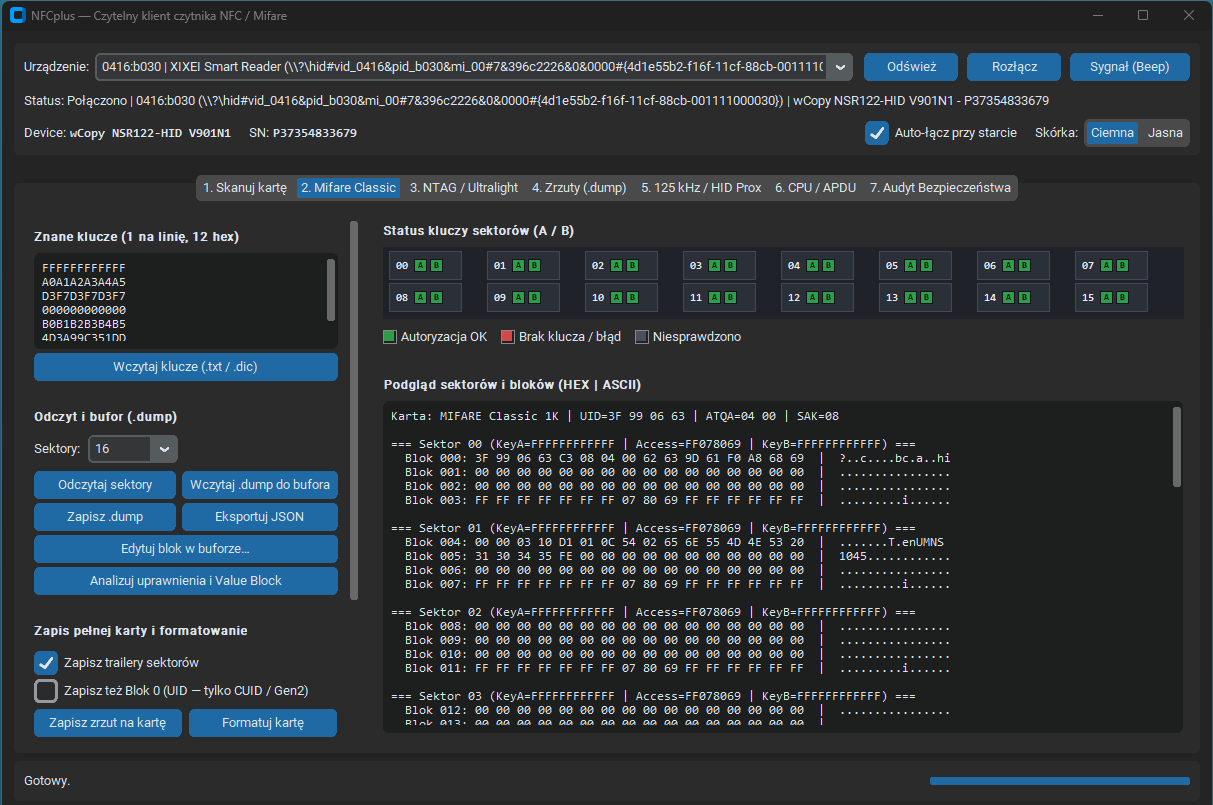 NFCplus — Czytelny klient czytnika NFC / Mifare
Urządzenie: 0416:b030 | XIXEI Smart Reader (\\?\hid#vid_0416&pid_b030&mi_00#7&396c2226&0&0000#{4d1e55b2-f16f-11cf-88cb-0011110 Odśwież Rozłącz Sygnał (Beep)
Status: Połączono | 0416:b030 (\\?\hid#vid_0416&pid_b030&mi_00#7&396c2226&0&0000#{4d1e55b2-f16f-11cf-88cb-001111000030}) | wCopy NSR122-HID V901N1 - P37354833679
Device: wCopy NSR122-HID V901N1 SN: P37354833679 Auto-łącz przy starcie Skórka: Ciemna Jasna
1. Skanuj kartę 2. Mifare Classic 3. NTAG / Ultralight 4. Zrzuty (.dump) 5. 125 kHz / HID Prox 6. CPU / APDU 7. Audyt Bezpieczeństwa
Znane klucze (1 na linię, 12 hex)
FFFFFFFFFFFF
A0A1A2A3A4A5
D3F7D3F7D3F7
000000000000
B0B1B2B3B4B5
4D3A99C351DD
Wczytaj klucze (.txt / .dic)
Odczyt i bufor (.dump)
Sektory: 16
Odczytaj sektory Wczytaj .dump do bufora
Zapisz .dump Eksportuj JSON
Edytuj blok w buforze...
Analizuj uprawnienia i Value Block
Zapis pełnej karty i formatowanie
Zapisz trailery sektorów
Zapisz też Blok 0 (UID — tylko CUID / Gen2)
Zapisz zrzut na kartę Formatuj kartę
Status kluczy sektorów (A / B)
00 A B 01 A B 02 A B 03 A B 04 A B 05 A B 06 A B 07 A B
08 A B 09 A B 10 A B 11 A B 12 A B 13 A B 14 A B 15 A B
Autoryzacja OK Brak klucza / błąd Niesprawdzono
Podgląd sektorów i bloków (HEX | ASCII)
Karta: MIFARE Classic 1K | UID=3F 99 06 63 | ATQA=04 00 | SAK=08
=== Sektor 00 (KeyA=FFFFFFFFFFFF | Access=FF078069 | KeyB=FFFFFFFFFFFF) ===
Blok 000: 3F 99 06 63 C3 08 04 00 62 63 9D 61 F0 A8 68 69 | ?..c....bc.a..hi
Blok 001: 00 00 00 00 00 00 00 00 00 00 00 00 00 00 00 00 | ................
Blok 002: 00 00 00 00 00 00 00 00 00 00 00 00 00 00 00 00 | ................
Blok 003: FF FF FF FF FF FF FF 07 80 69 FF FF FF FF FF FF | .........i......
=== Sektor 01 (KeyA=FFFFFFFFFFFF | Access=FF078069 | KeyB=FFFFFFFFFFFF) ===
Blok 004: 00 00 03 10 D1 01 0C 54 02 65 6E 55 4D 4E 53 20 | .......T.enUMNS
Blok 005: 31 30 34 35 FE 00 00 00 00 00 00 00 00 00 00 00 | 1045............
Blok 006: 00 00 00 00 00 00 00 00 00 00 00 00 00 00 00 00 | ................
Blok 007: FF FF FF FF FF FF FF 07 80 69 FF FF FF FF FF FF | .........i......
=== Sektor 02 (KeyA=FFFFFFFFFFFF | Access=FF078069 | KeyB=FFFFFFFFFFFF) ===
Blok 008: 00 00 00 00 00 00 00 00 00 00 00 00 00 00 00 00 | ................
Blok 009: 00 00 00 00 00 00 00 00 00 00 00 00 00 00 00 00 | ................
Blok 010: 00 00 00 00 00 00 00 00 00 00 00 00 00 00 00 00 | ................
Blok 011: FF FF FF FF FF FF FF 07 80 69 FF FF FF FF FF FF | .........i......
=== Sektor 03 (KeyA=FFFFFFFFFFFF | Access=FF078069 | KeyB=FFFFFFFFFFFF) ===
Blok 012: 00 00 00 00 00 00 00 00 00 00 00 00 00 00 00 00 | ................
Blok 013: 00 00 00 00 00 00 00 00 00 00 00 00 00 00 00 00 |
Gotowy.